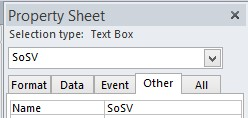 Property Sheet
Selection type: Text Box
SoSV
Format Data Event Other All
Name SoSV